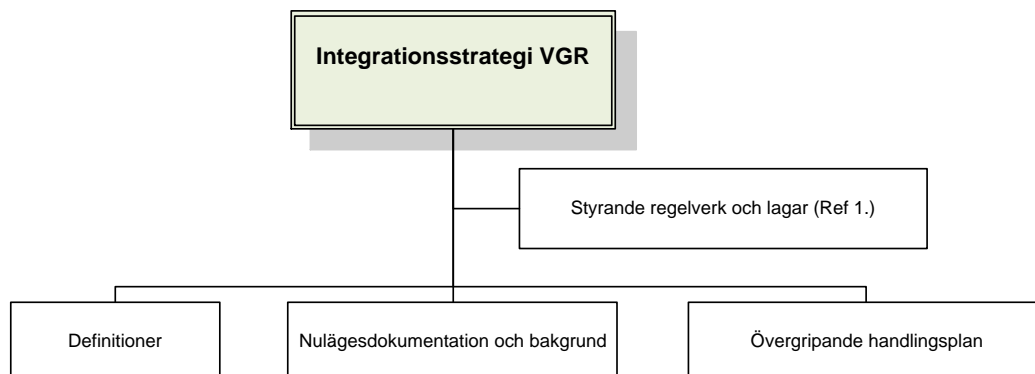 Integrationsstrategi VGR
Styrande regelverk och lagar (Ref 1.)
Definitioner
Nulägesdokumentation och bakgrund
Övergripande handlingsplan